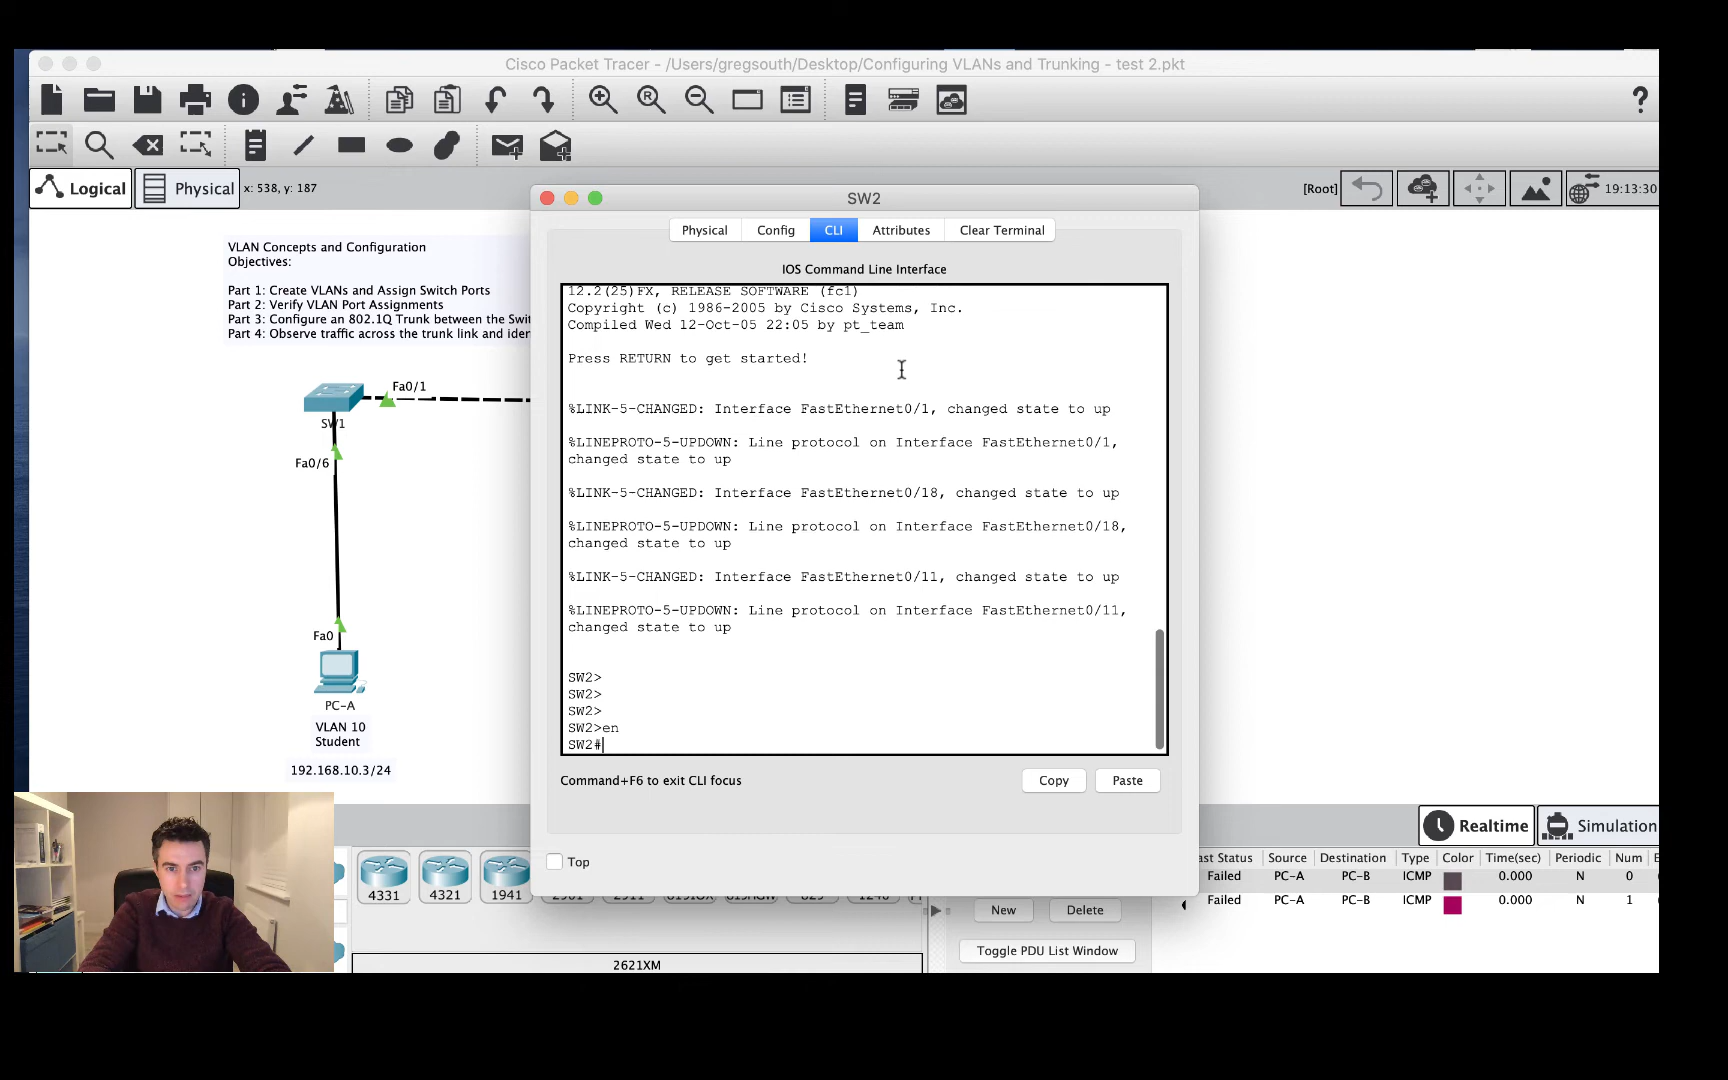 Cisco Packet Tracer - /Users/gregsouth/Desktop/Configuring VLANs and Trunking - test 2.pkt
?
Logical
Physical
x: 538, y: 187
[Root]
19:13:30
VLAN Concepts and Configuration
Objectives:
Part 1: Create VLANs and Assign Switch Ports
Part 2: Verify VLAN Port Assignments
Part 3: Configure an 802.1Q Trunk between the Swit
Part 4: Observe traffic across the trunk link and iden
Fa0/1
SW1
Fa0/6
Fa0
PC-A
VLAN 10
Student
192.168.10.3/24
SW2
Physical
Config
CLI
Attributes
Clear Terminal
IOS Command Line Interface
12.2(25)FX, RELEASE SOFTWARE (fc1)
Copyright (c) 1986-2005 by Cisco Systems, Inc.
Compiled Wed 12-Oct-05 22:05 by pt_team
Press RETURN to get started!
%LINK-5-CHANGED: Interface FastEthernet0/1, changed state to up
%LINEPROTO-5-UPDOWN: Line protocol on Interface FastEthernet0/1,
changed state to up
%LINK-5-CHANGED: Interface FastEthernet0/18, changed state to up
%LINEPROTO-5-UPDOWN: Line protocol on Interface FastEthernet0/18,
changed state to up
%LINK-5-CHANGED: Interface FastEthernet0/11, changed state to up
%LINEPROTO-5-UPDOWN: Line protocol on Interface FastEthernet0/11,
changed state to up
SW2>
SW2>
SW2>
SW2>en
SW2#
Command+F6 to exit CLI focus
Copy
Paste
Top
Realtime
Simulation
4331
4321
1941
2621XM
New
Delete
Toggle PDU List Window
ast Status Source Destination Type Color Time(sec) Periodic Num
Failed PC-A PC-B ICMP 0.000 N 0
Failed PC-A PC-B ICMP 0.000 N 1